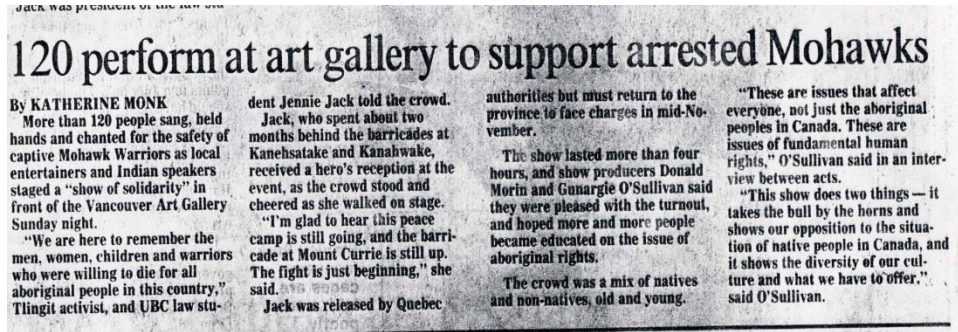 Jack was president of the law stu-
120 perform at art gallery to support arrested Mohawks
By KATHERINE MONK
More than 120 people sang, held
hands and chanted for the safety of
captive Mohawk Warriors as local
entertainers and Indian speakers
staged a “show of solidarity” in
front of the Vancouver Art Gallery
Sunday night.
“We are here to remember the
men, women, children and warriors
who were willing to die for all
aboriginal people in this country,”
Tlingit activist, and UBC law stu-
dent Jennie Jack told the crowd.
Jack, who spent about two
months behind the barricades at
Kanehsatake and Kanahwake,
received a hero's reception at the
event, as the crowd stood and
cheered as she walked on stage.
“I'm glad to hear this peace
camp is still going, and the barri-
cade at Mount Currie is still up.
The fight is just beginning,” she
said.
Jack was released by Quebec
authorities but must return to the
province to face charges in mid-No-
vember.
The show lasted more than four
hours, and show producers Donald
Morin and Gunargie O'Sullivan said
they were pleased with the turnout,
and hoped more and more people
became educated on the issue of
aboriginal rights.
The crowd was a mix of natives
and non-natives, old and young.
“These are issues that affect
everyone, not just the aboriginal
peoples in Canada. These are
issues of fundamental human
rights,” O'Sullivan said in an inter-
view between acts.
“This show does two things — it
takes the bull by the horns and
shows our opposition to the situa-
tion of native people in Canada, and
it shows the diversity of our cul-
ture and what we have to offer.”
said O'Sullivan.